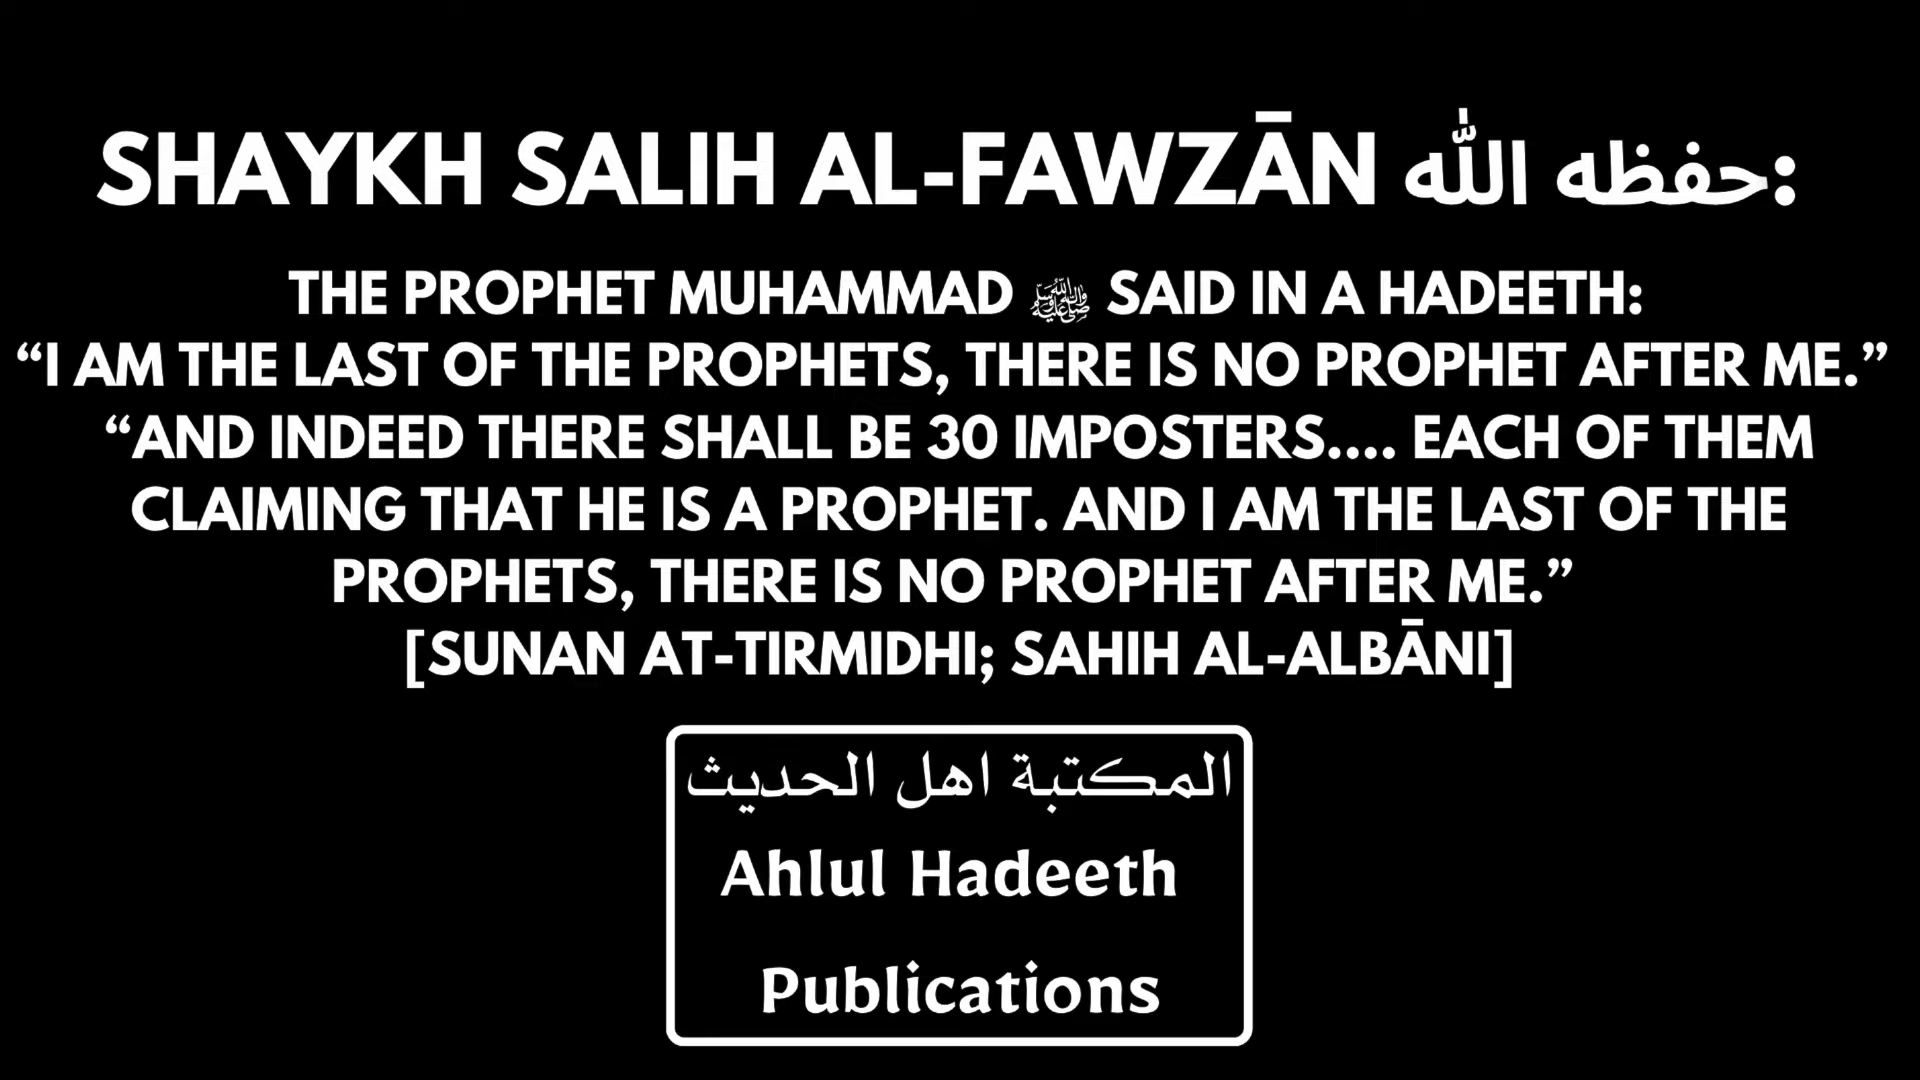 SHAYKH SALIH AL-FAWZĀN حفظه الله:
THE PROPHET MUHAMMAD ﷺ SAID IN A HADEETH:
“I AM THE LAST OF THE PROPHETS, THERE IS NO PROPHET AFTER ME.”
“AND INDEED THERE SHALL BE 30 IMPOSTERS.... EACH OF THEM
CLAIMING THAT HE IS A PROPHET. AND I AM THE LAST OF THE
PROPHETS, THERE IS NO PROPHET AFTER ME.”
[SUNAN AT-TIRMIDHI; SAHIH AL-ALBĀNI]
المكتبة اهل الحديث
Ahlul Hadeeth
Publications